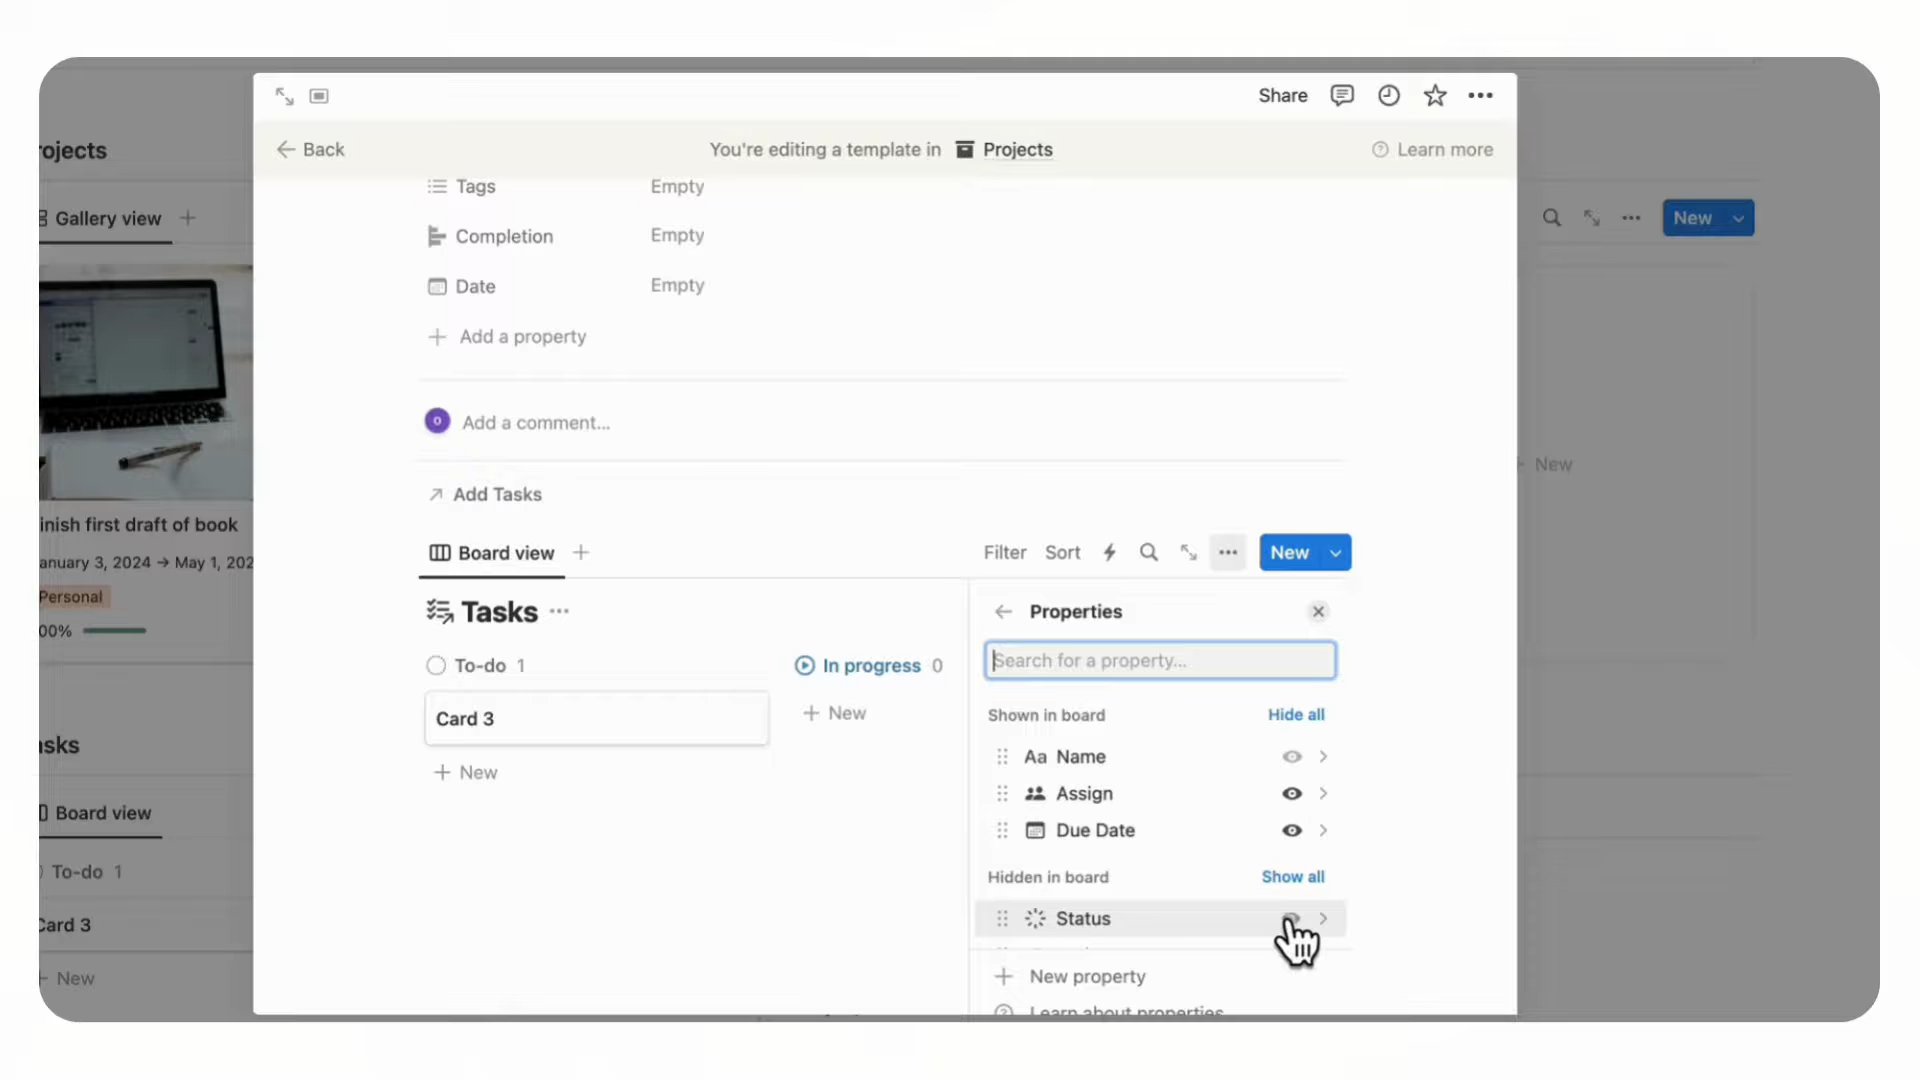 Share
Back
You're editing a template in Projects
Learn more
ojects
Tags Empty
Gallery view
New
Completion Empty
Date Empty
Add a property
Add a comment...
New
Add Tasks
inish first draft of book
anuary 3, 2024 → May 1, 202
Personal
00%
Board view
Filter Sort New
Tasks
Properties
Search for a property...
To-do 1
In progress 0
Card 3
New
New
Shown in board Hide all
Aa Name
Assign
Due Date
Hidden in board Show all
Status
New property
Learn about properties
asks
Board view
To-do 1
Card 3
New